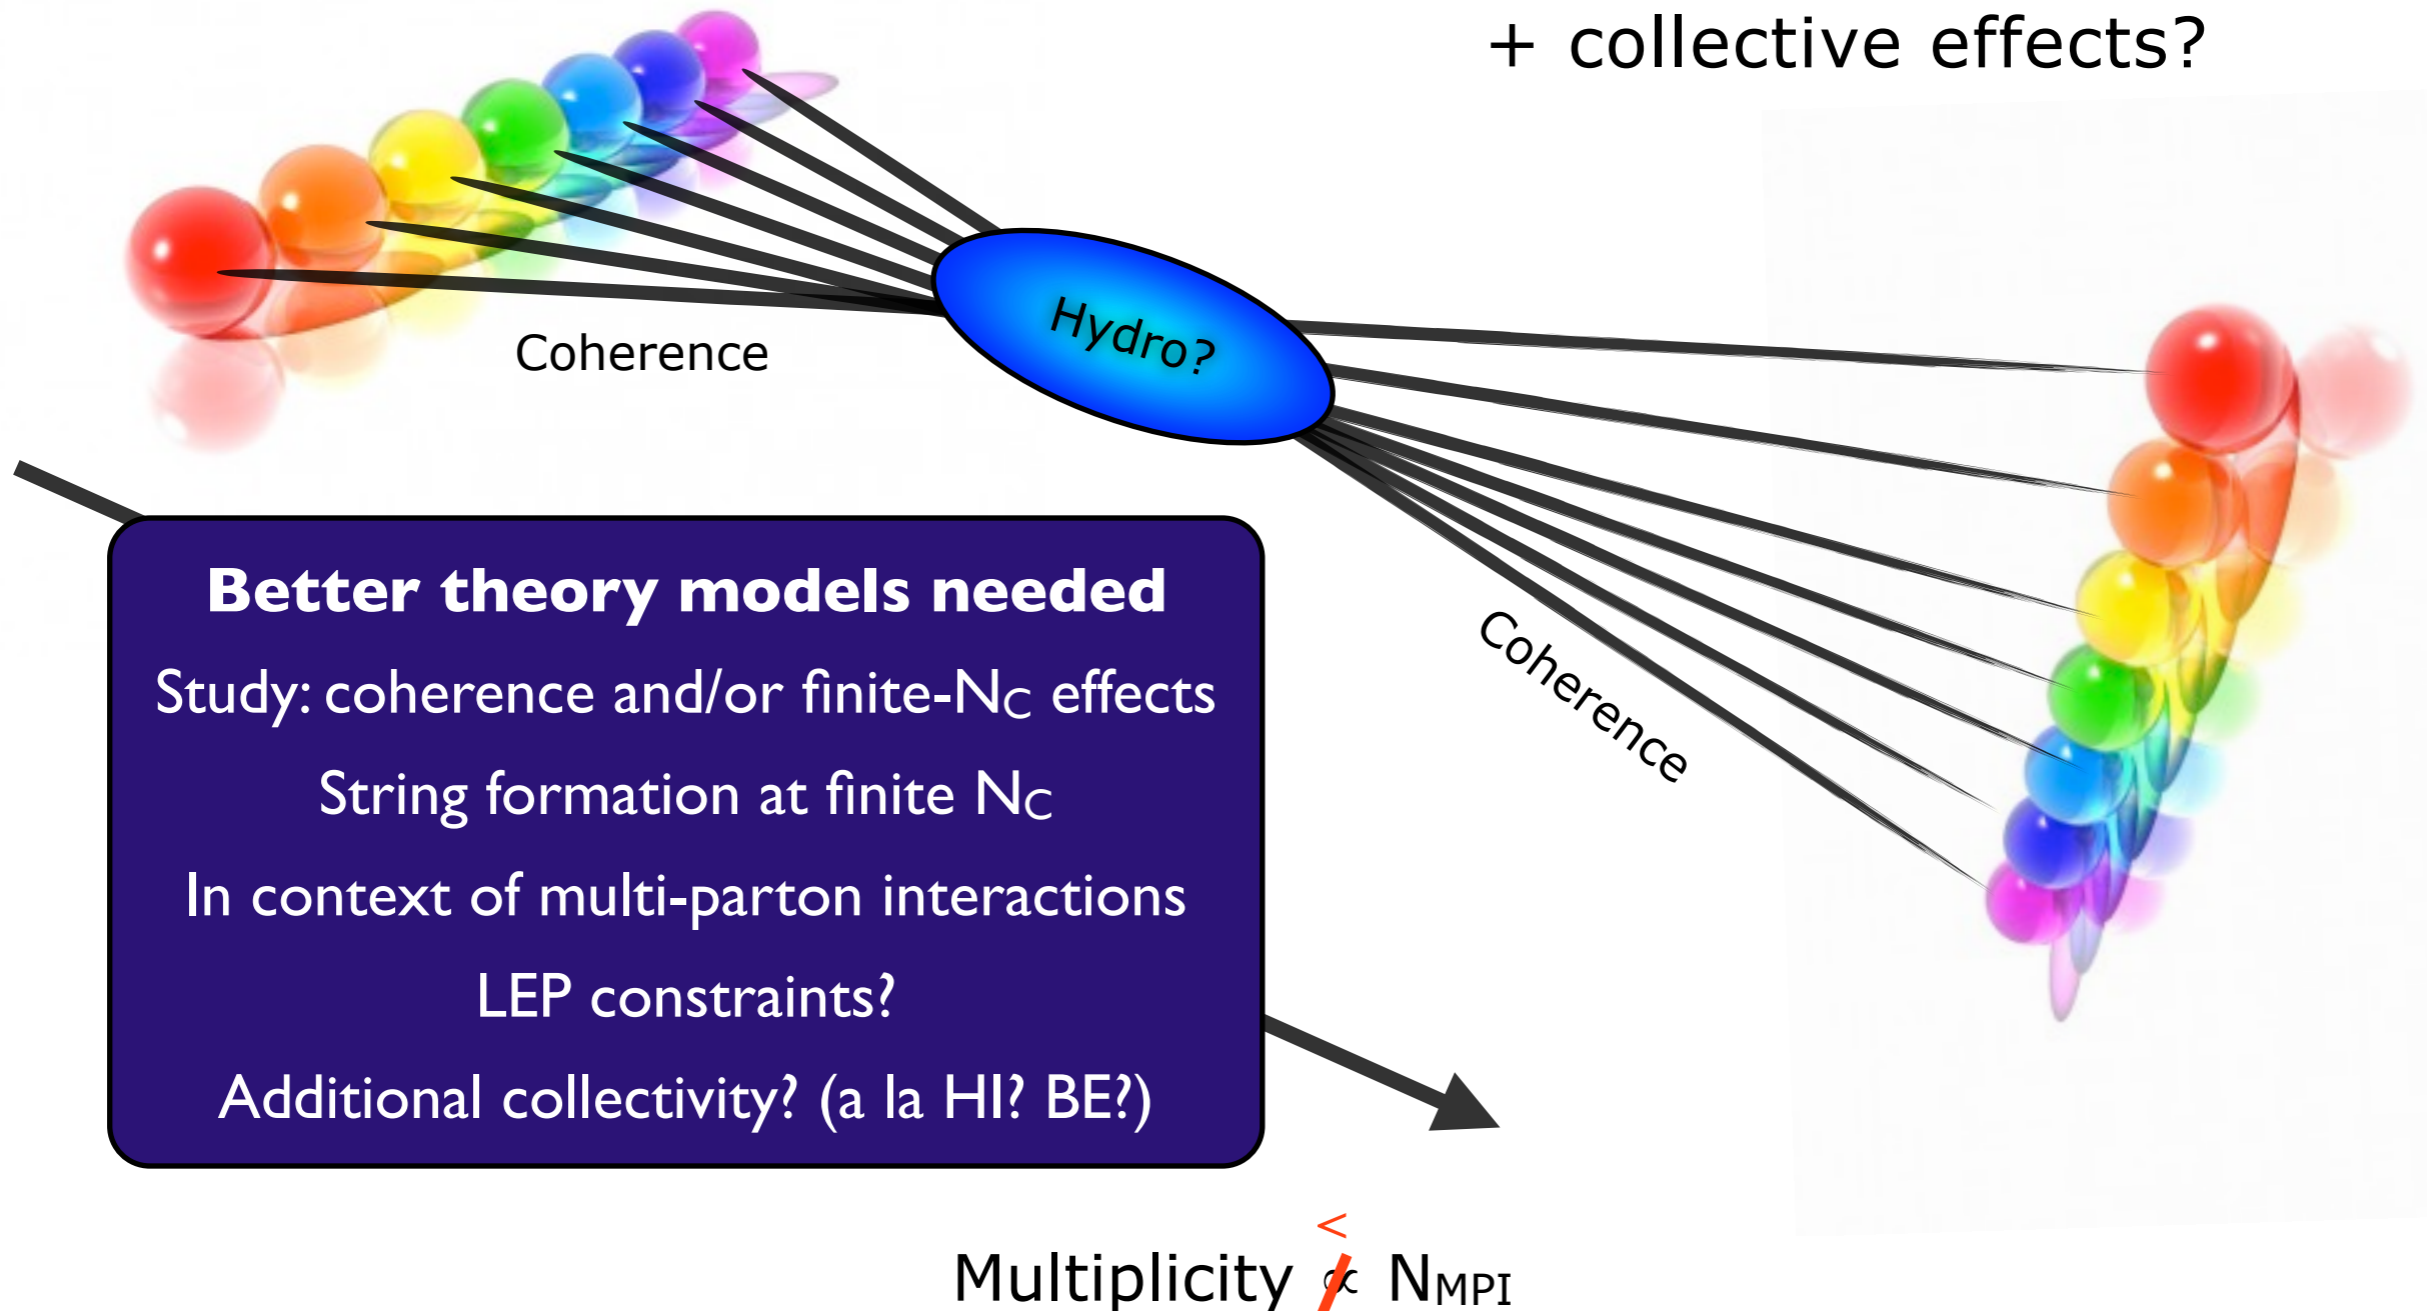 + collective effects?
Hydro?
Coherence
Coherence
Better theory models needed
Study: coherence and/or finite-NC effects
String formation at finite NC
In context of multi-parton interactions
LEP constraints?
Additional collectivity? (a la HI? BE?)
<
Multiplicity ∝ NMPI